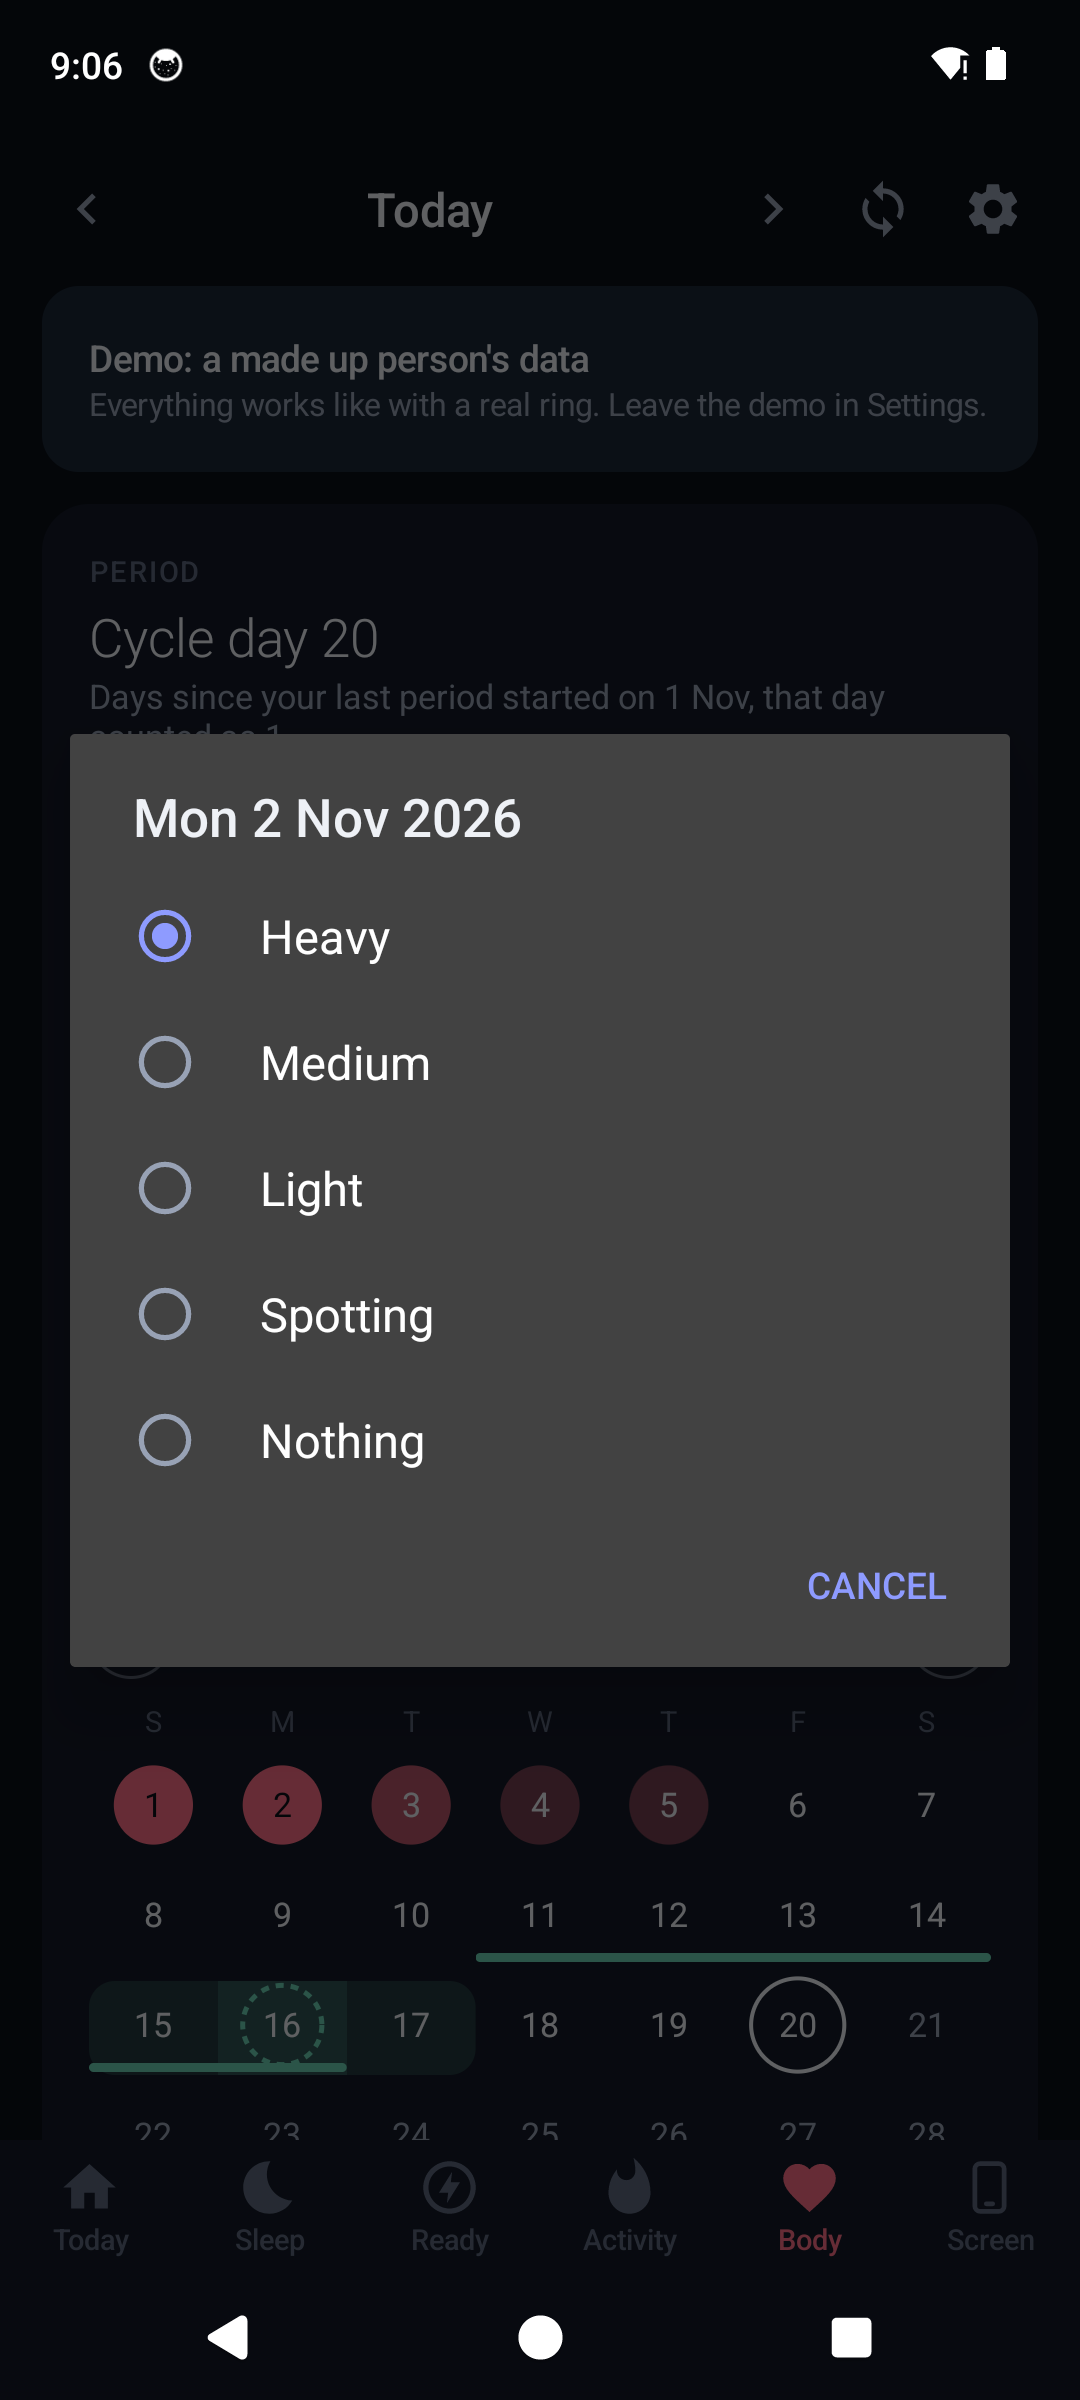 9:06
Today
Demo: a made up person's data
Everything works like with a real ring. Leave the demo in Settings.
PERIOD
Cycle day 20
Days since your last period started on 1 Nov, that day
counted as 1
Mon 2 Nov 2026
Heavy
Medium
Light
Spotting
Nothing
CANCEL
S M T W T F S
1 2 3 4 5 6 7
8 9 10 11 12 13 14
15 16 17 18 19 20 21
22 23 24 25 26 27 28
Today Sleep Ready Activity Body Screen